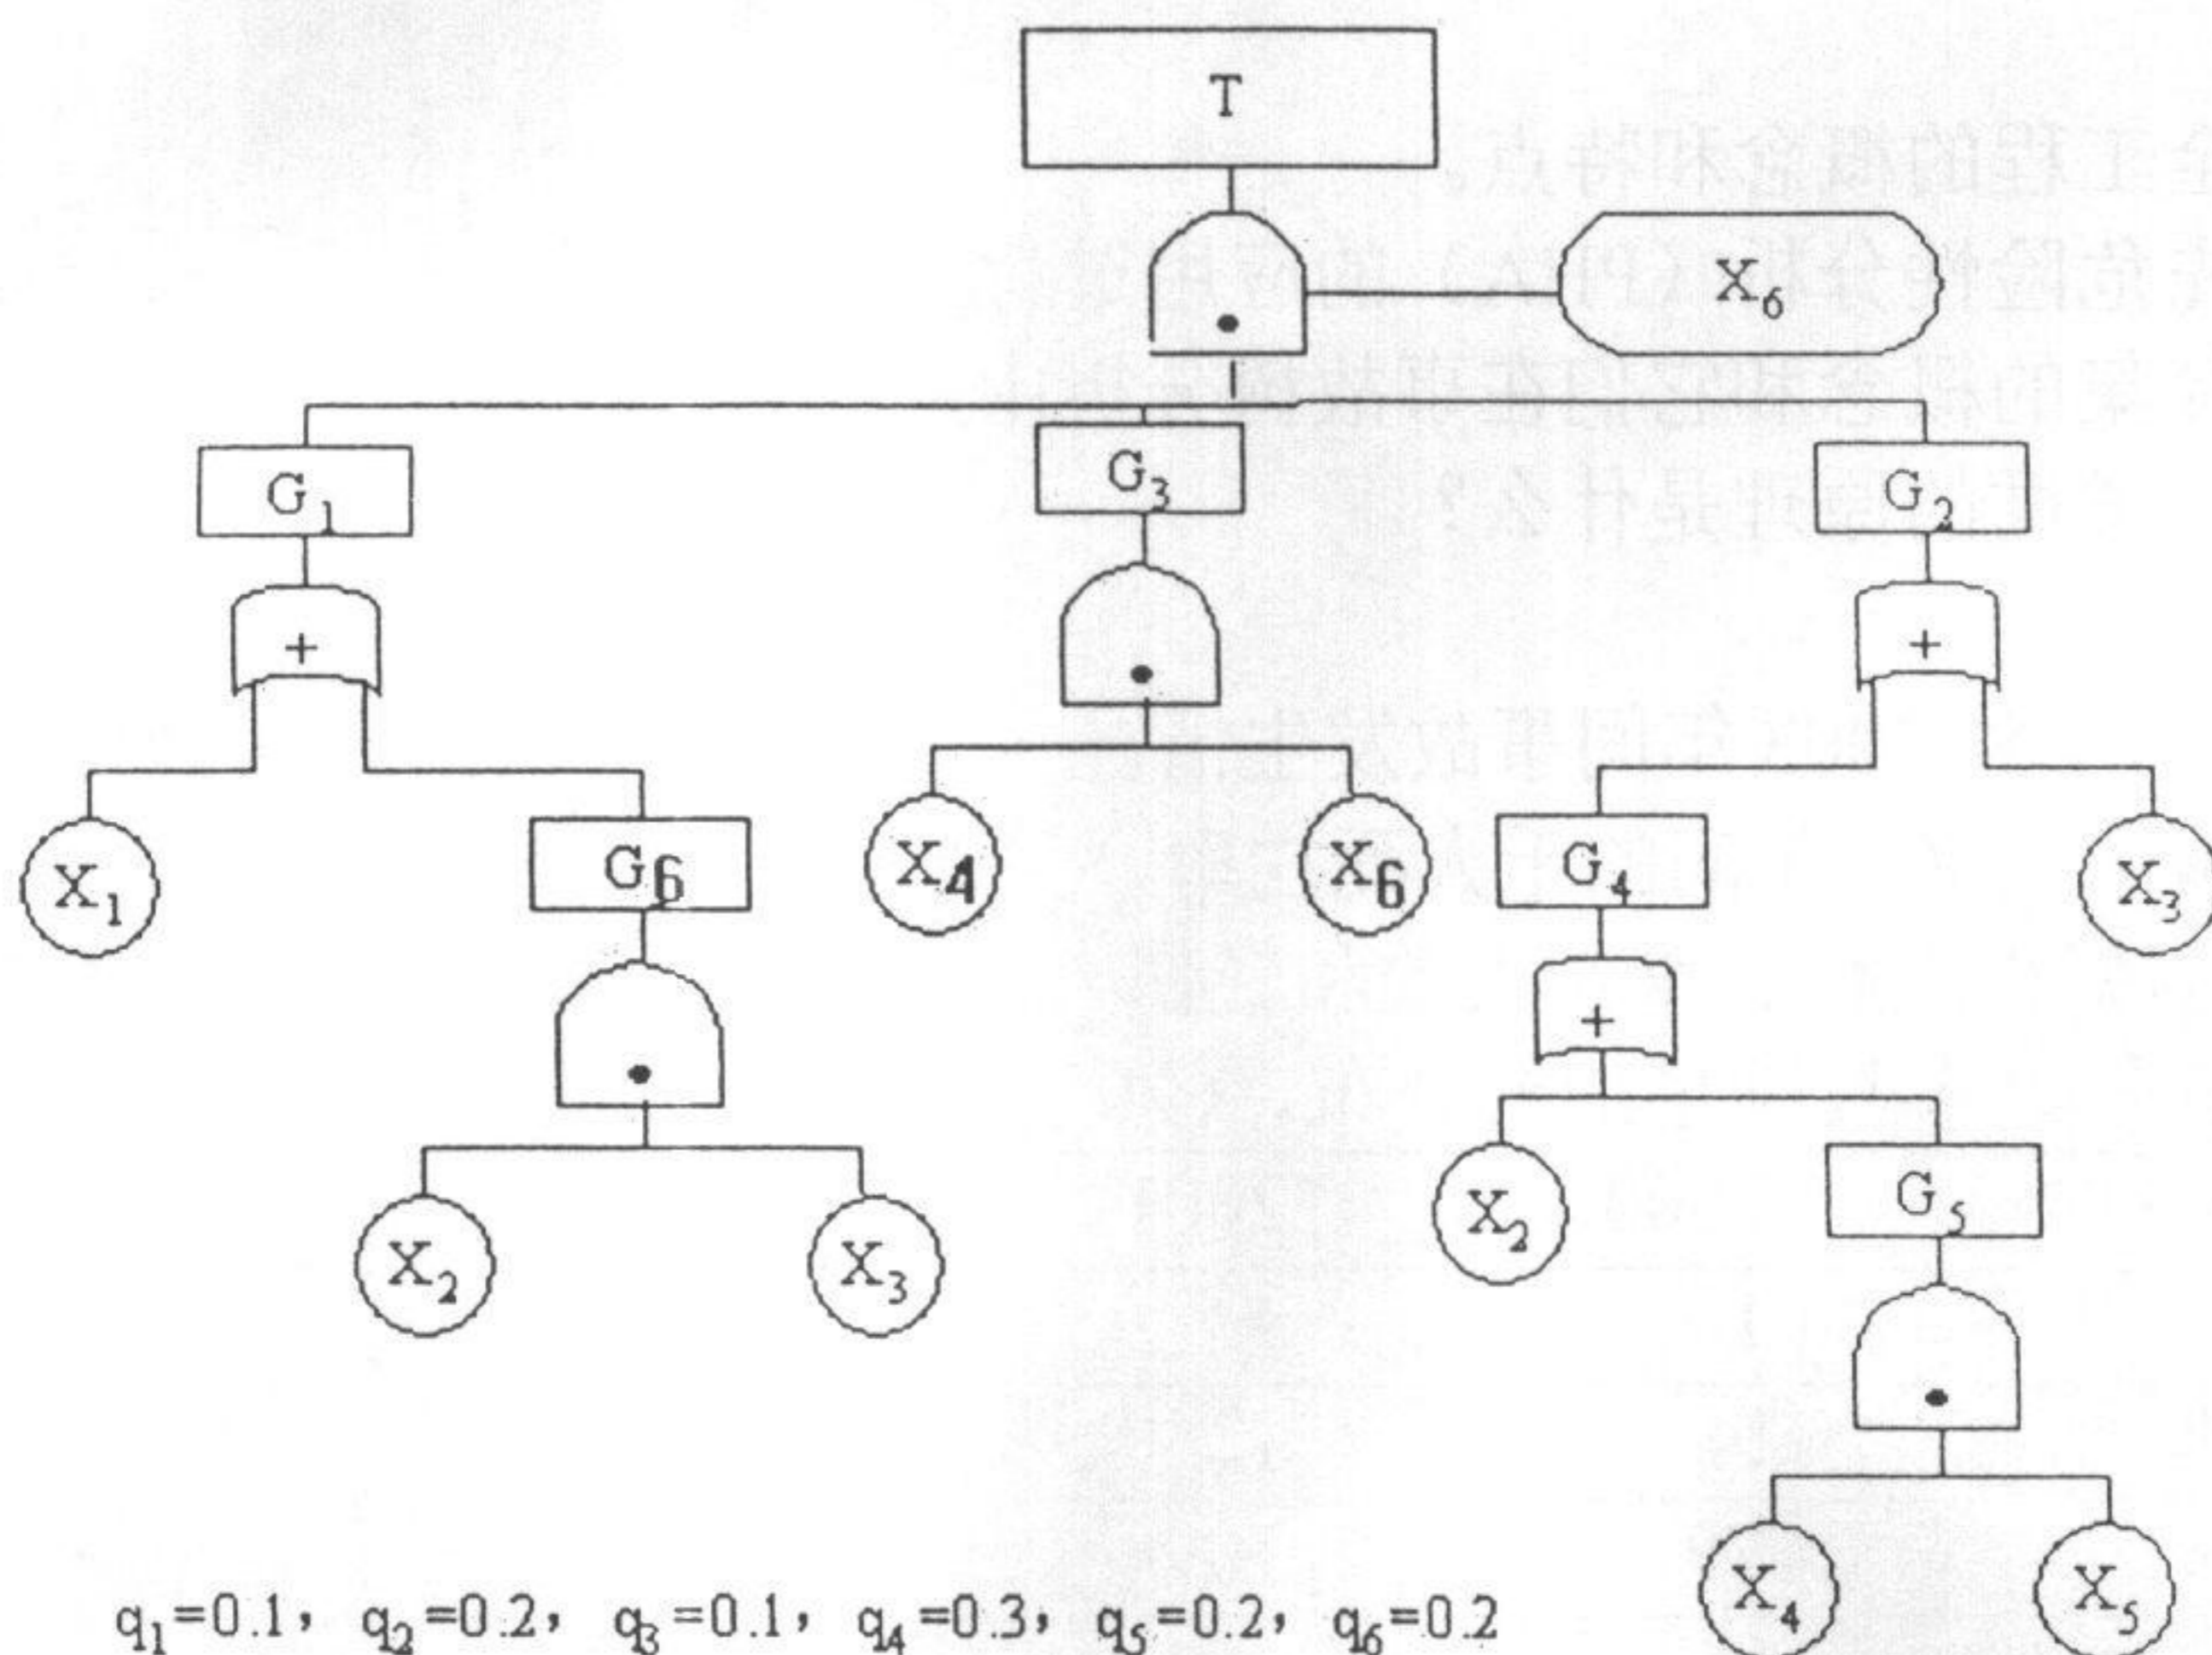 T
X₆
G₁
G₃
G₂
+
+
X₁
G6
X4
X6
G₄
X₃
+
X₂
X₃
X₂
G₅
X₄
X₅
q₁=0.1, q₂=0.2, q₃=0.1, q₄=0.3, q₅=0.2, q₆=0.2